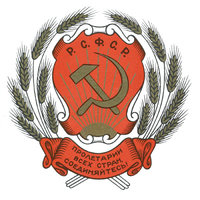 Р. С. Ф. С. Р.
ПРОЛЕТАРИИ
ВСЕХ СТРАН,
СОЕДИНЯЙТЕСЬ!